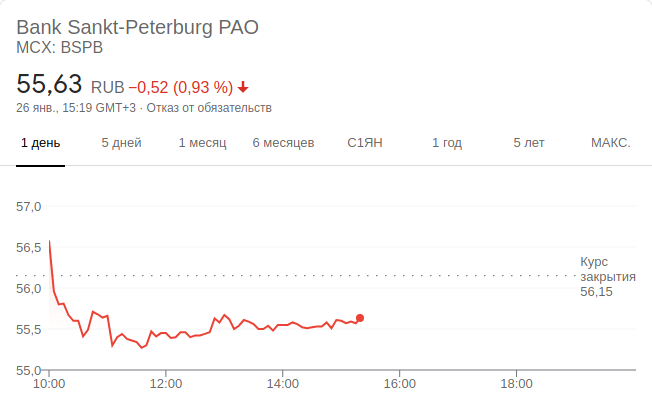 Bank Sankt-Peterburg PAO
MCX: BSPB
55,63 RUB −0,52 (0,93 %)
26 янв., 15:19 GMT+3 · Отказ от обязательств
1 день 5 дней 1 месяц 6 месяцев С1ЯН 1 год 5 лет МАКС.
57,0
56,5
Курс
закрытия
56,15
56,0
55,5
55,0
10:00 12:00 14:00 16:00 18:00